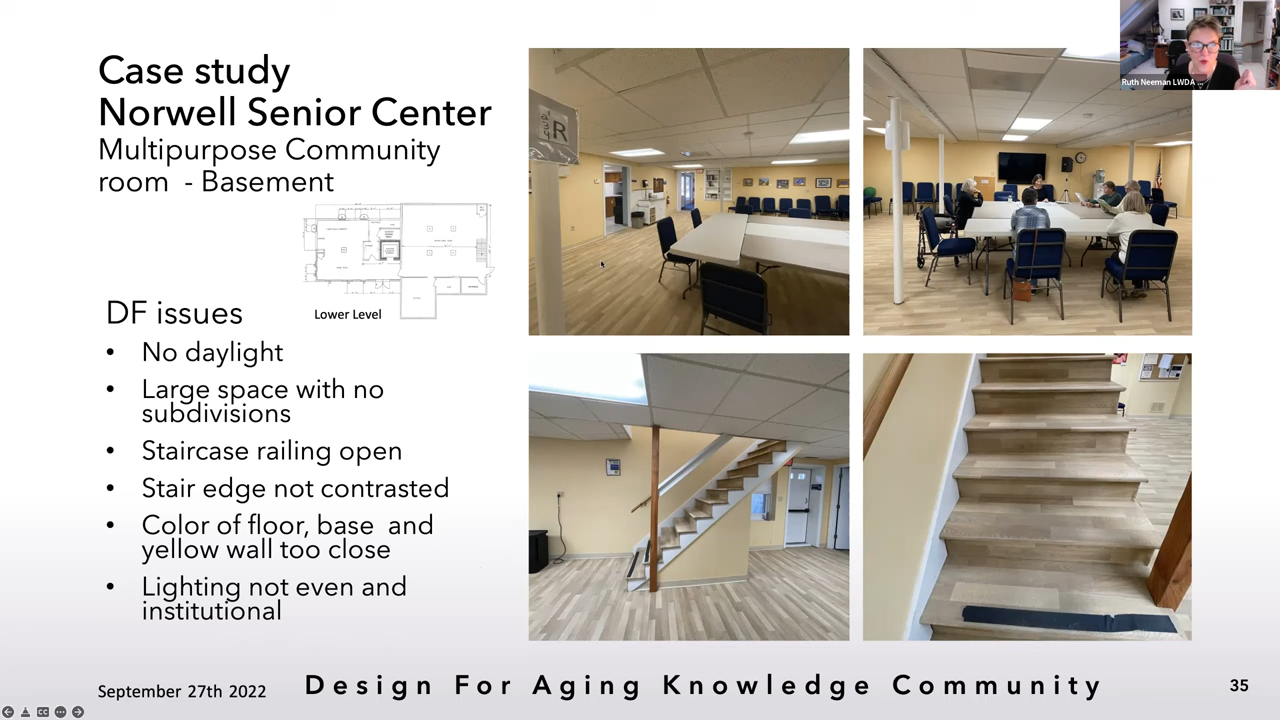 Case study
Norwell Senior Center
Multipurpose Community
room - Basement
Lower Level
DF issues
• No daylight
• Large space with no
subdivisions
• Staircase railing open
• Stair edge not contrasted
• Color of floor, base and
yellow wall too close
• Lighting not even and
institutional
R
Ruth Neeman LWDA ...
September 27th 2022
Design For Aging Knowledge Community
35
CC